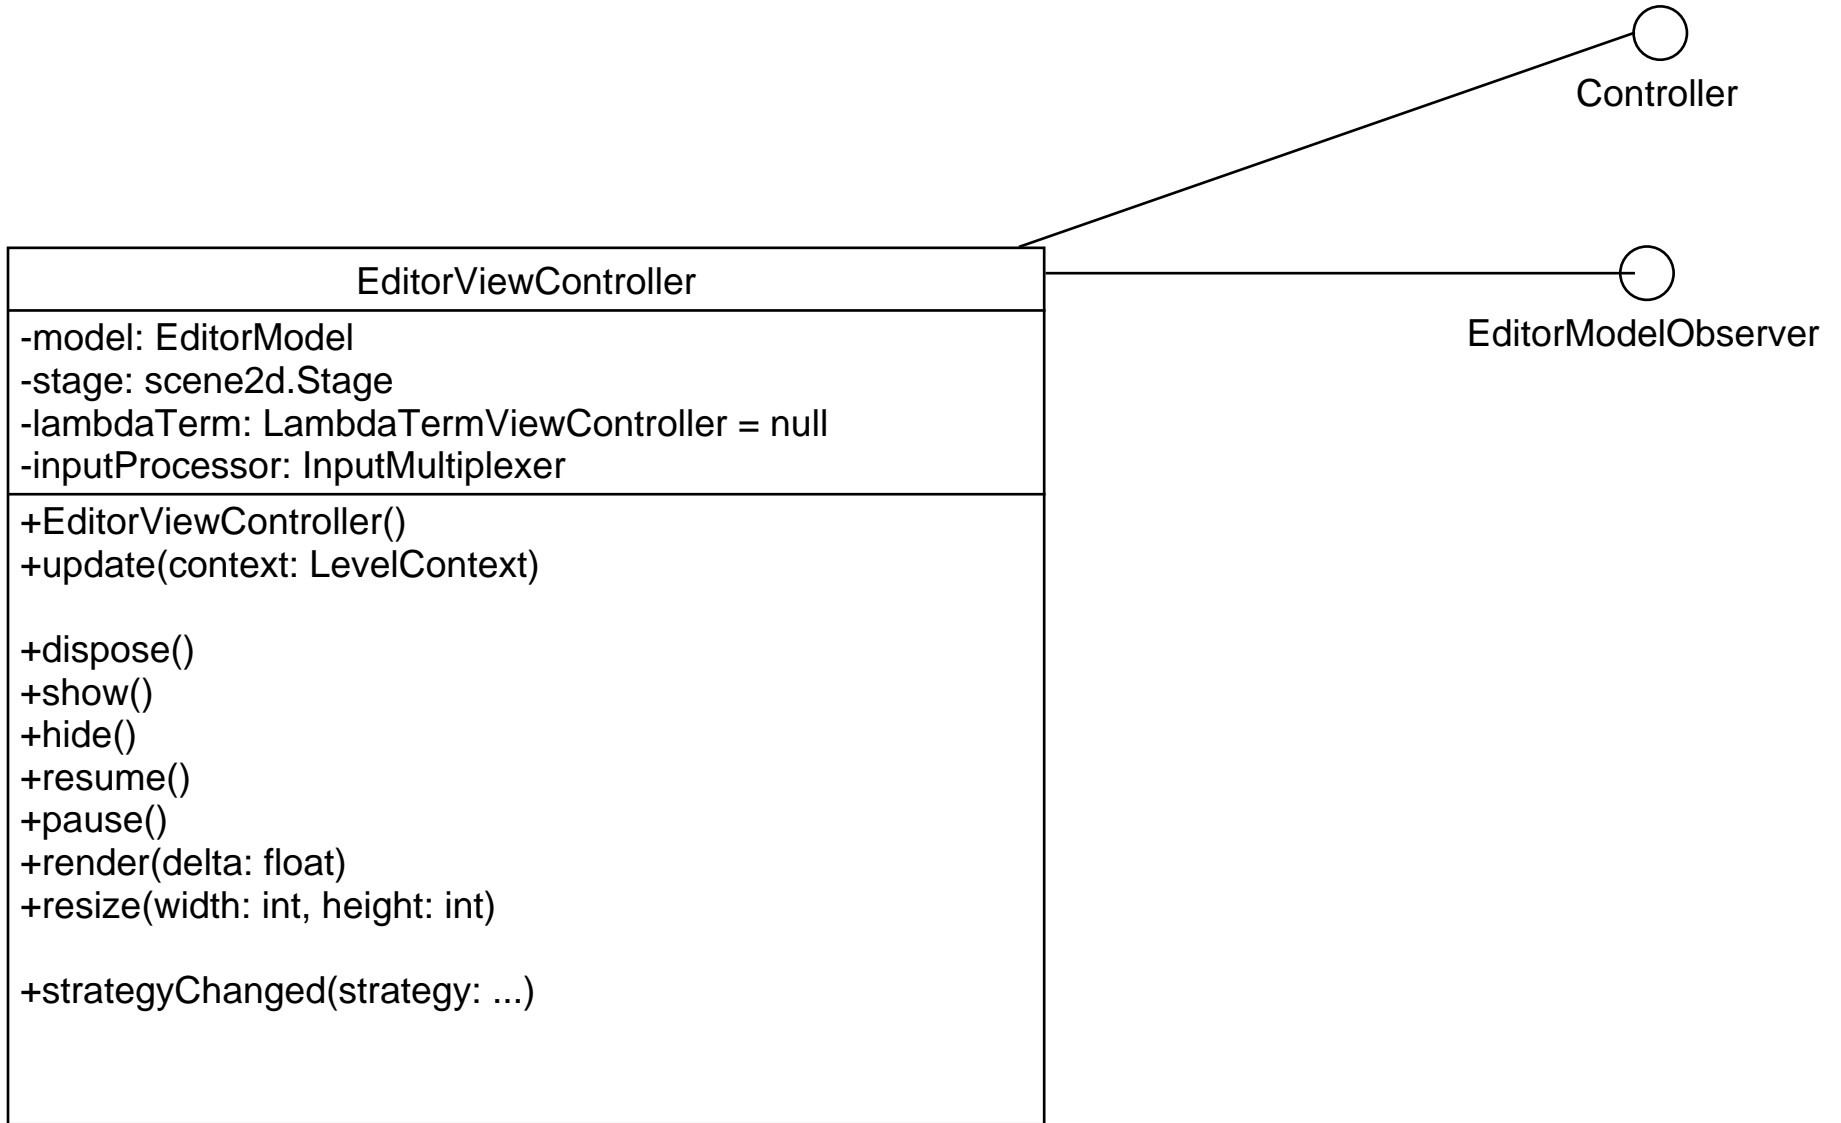 Controller
EditorViewController
EditorModelObserver
-model: EditorModel
-stage: scene2d.Stage
-lambdaTerm: LambdaTermViewController = null
-inputProcessor: InputMultiplexer
+EditorViewController()
+update(context: LevelContext)
+dispose()
+show()
+hide()
+resume()
+pause()
+render(delta: float)
+resize(width: int, height: int)
+strategyChanged(strategy: ...)